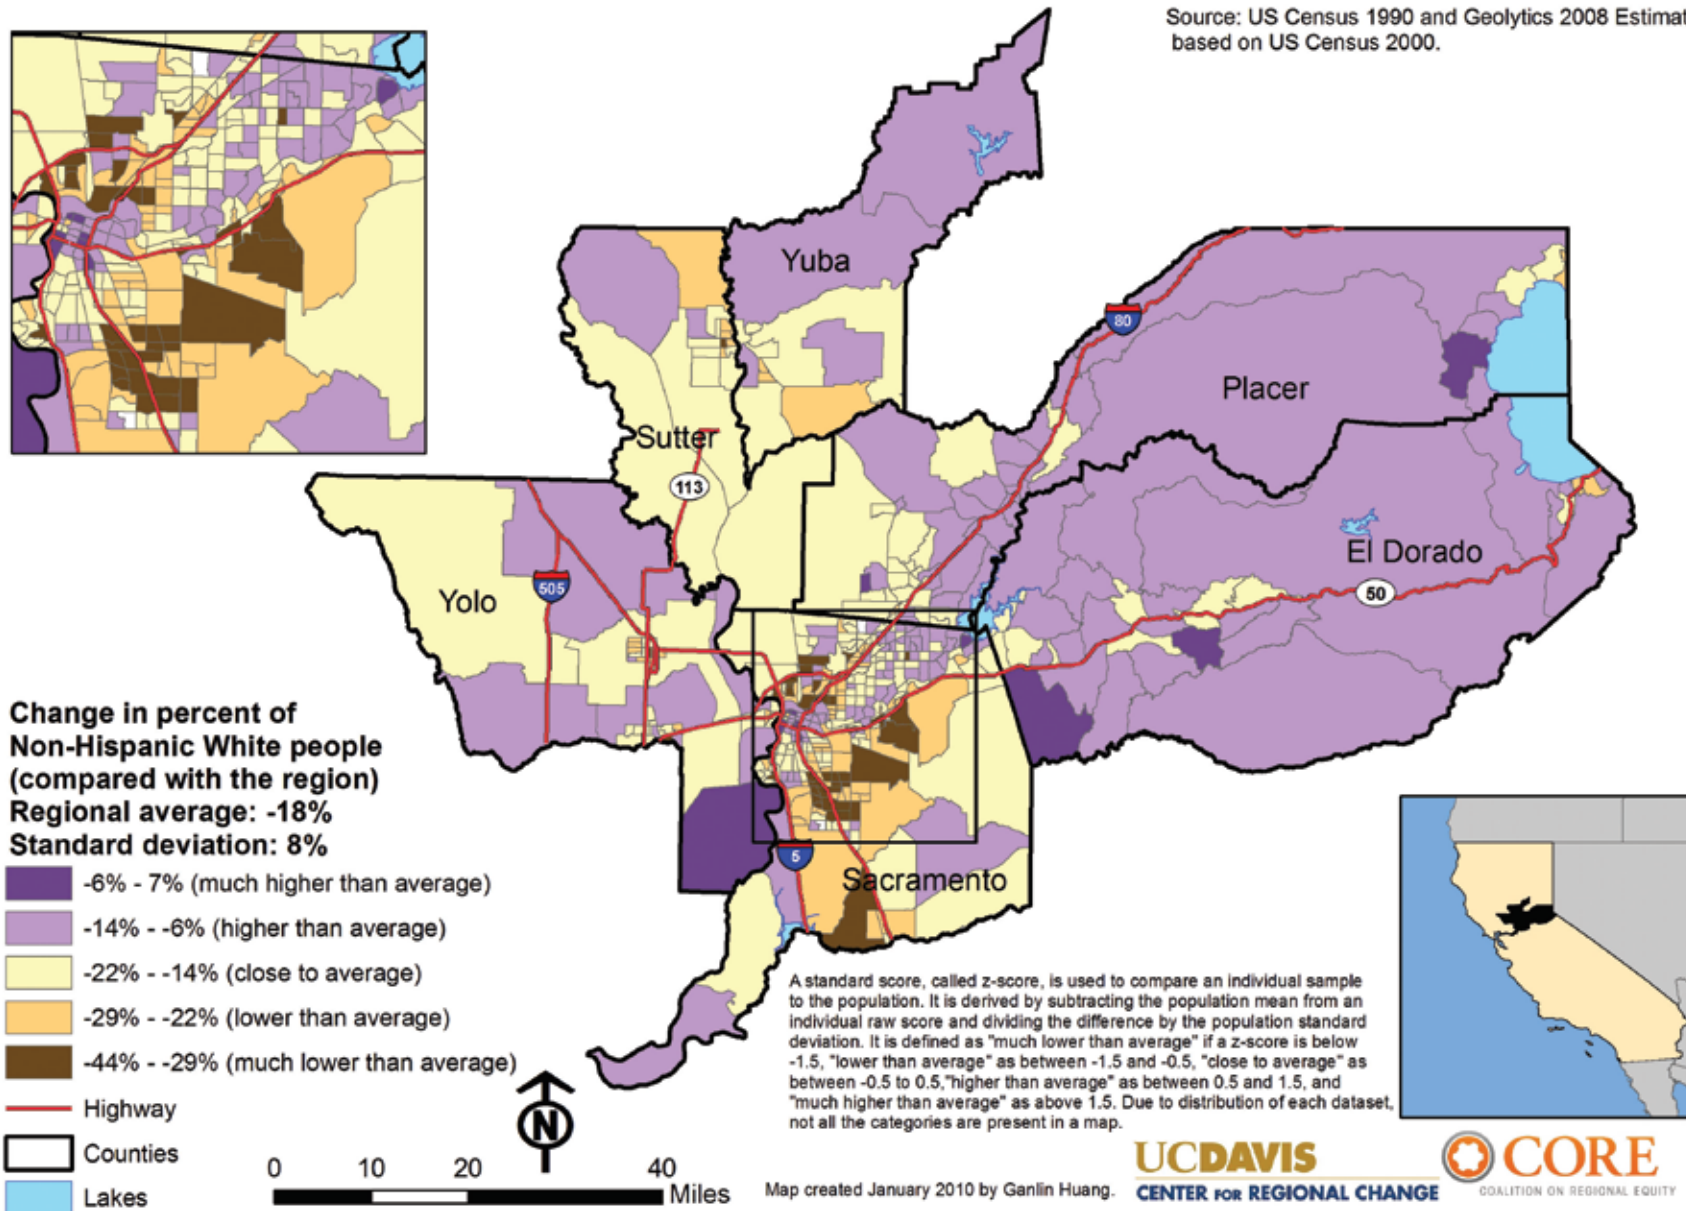 Source: US Census 1990 and Geolytics 2008 Estimat
based on US Census 2000.
Yuba
80
Placer
Sutter
113
El Dorado
50
505
Yolo
5
Sacramento
Change in percent of
Non-Hispanic White people
(compared with the region)
Regional average: -18%
Standard deviation: 8%
-6% - 7% (much higher than average)
-14% - -6% (higher than average)
-22% - -14% (close to average)
-29% - -22% (lower than average)
-44% - -29% (much lower than average)
Highway
Counties
Lakes
N
0 10 20 40
Miles
A standard score, called z-score, is used to compare an individual sample
to the population. It is derived by subtracting the population mean from an
individual raw score and dividing the difference by the population standard
deviation. It is defined as "much lower than average" if a z-score is below
-1.5, "lower than average" as between -1.5 and -0.5, "close to average" as
between -0.5 to 0.5,"higher than average" as between 0.5 and 1.5, and
"much higher than average" as above 1.5. Due to distribution of each dataset,
not all the categories are present in a map.
Map created January 2010 by Ganlin Huang.
UCDAVIS
CENTER FOR REGIONAL CHANGE
CORE
COALITION ON REGIONAL EQUITY